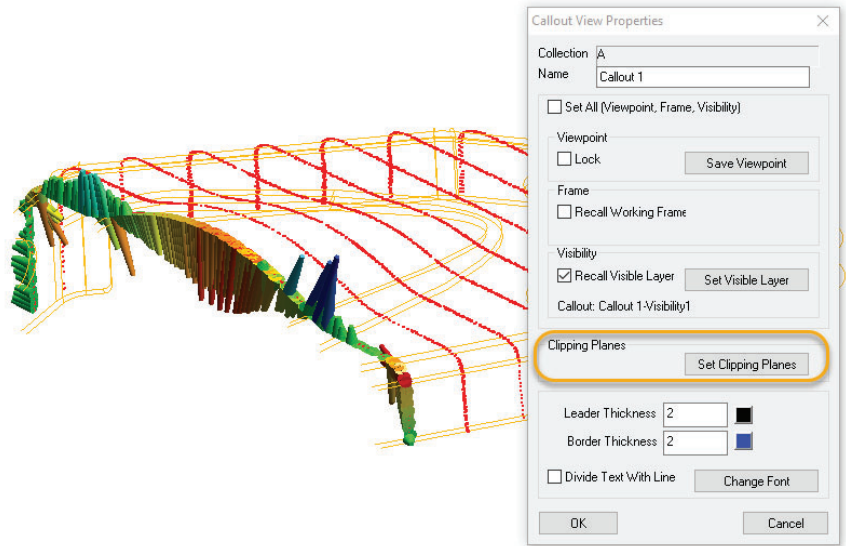 Callout View Properties
Collection A
Name Callout 1
Set All (Viewpoint, Frame, Visibility)
Viewpoint
Lock Save Viewpoint
Frame
Recall Working Frame
Visibility
Recall Visible Layer Set Visible Layer
Callout: Callout 1-Visibility1
Clipping Planes
Set Clipping Planes
Leader Thickness 2
Border Thickness 2
Divide Text With Line Change Font
OK Cancel